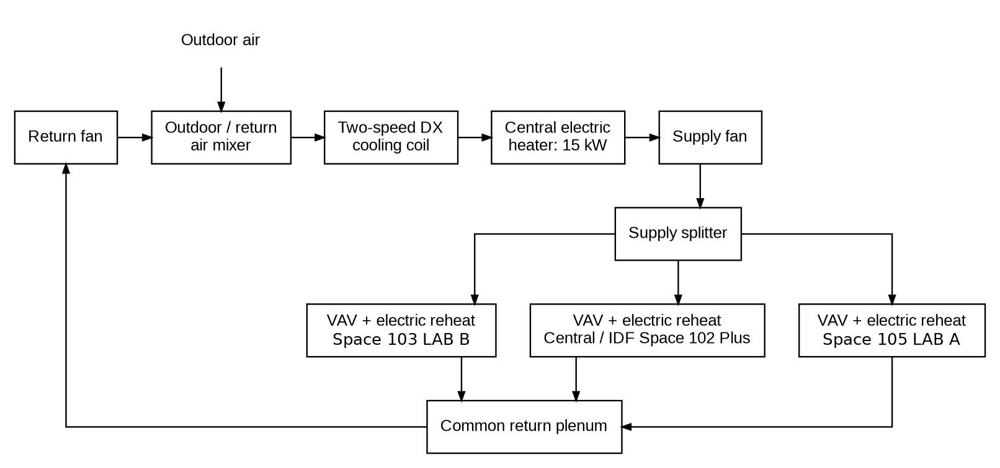 Outdoor air
Return fan
Outdoor / return
air mixer
Two-speed DX
cooling coil
Central electric
heater: 15 kW
Supply fan
Supply splitter
VAV + electric reheat
Space 103 LAB B
VAV + electric reheat
Central / IDF Space 102 Plus
VAV + electric reheat
Space 105 LAB A
Common return plenum